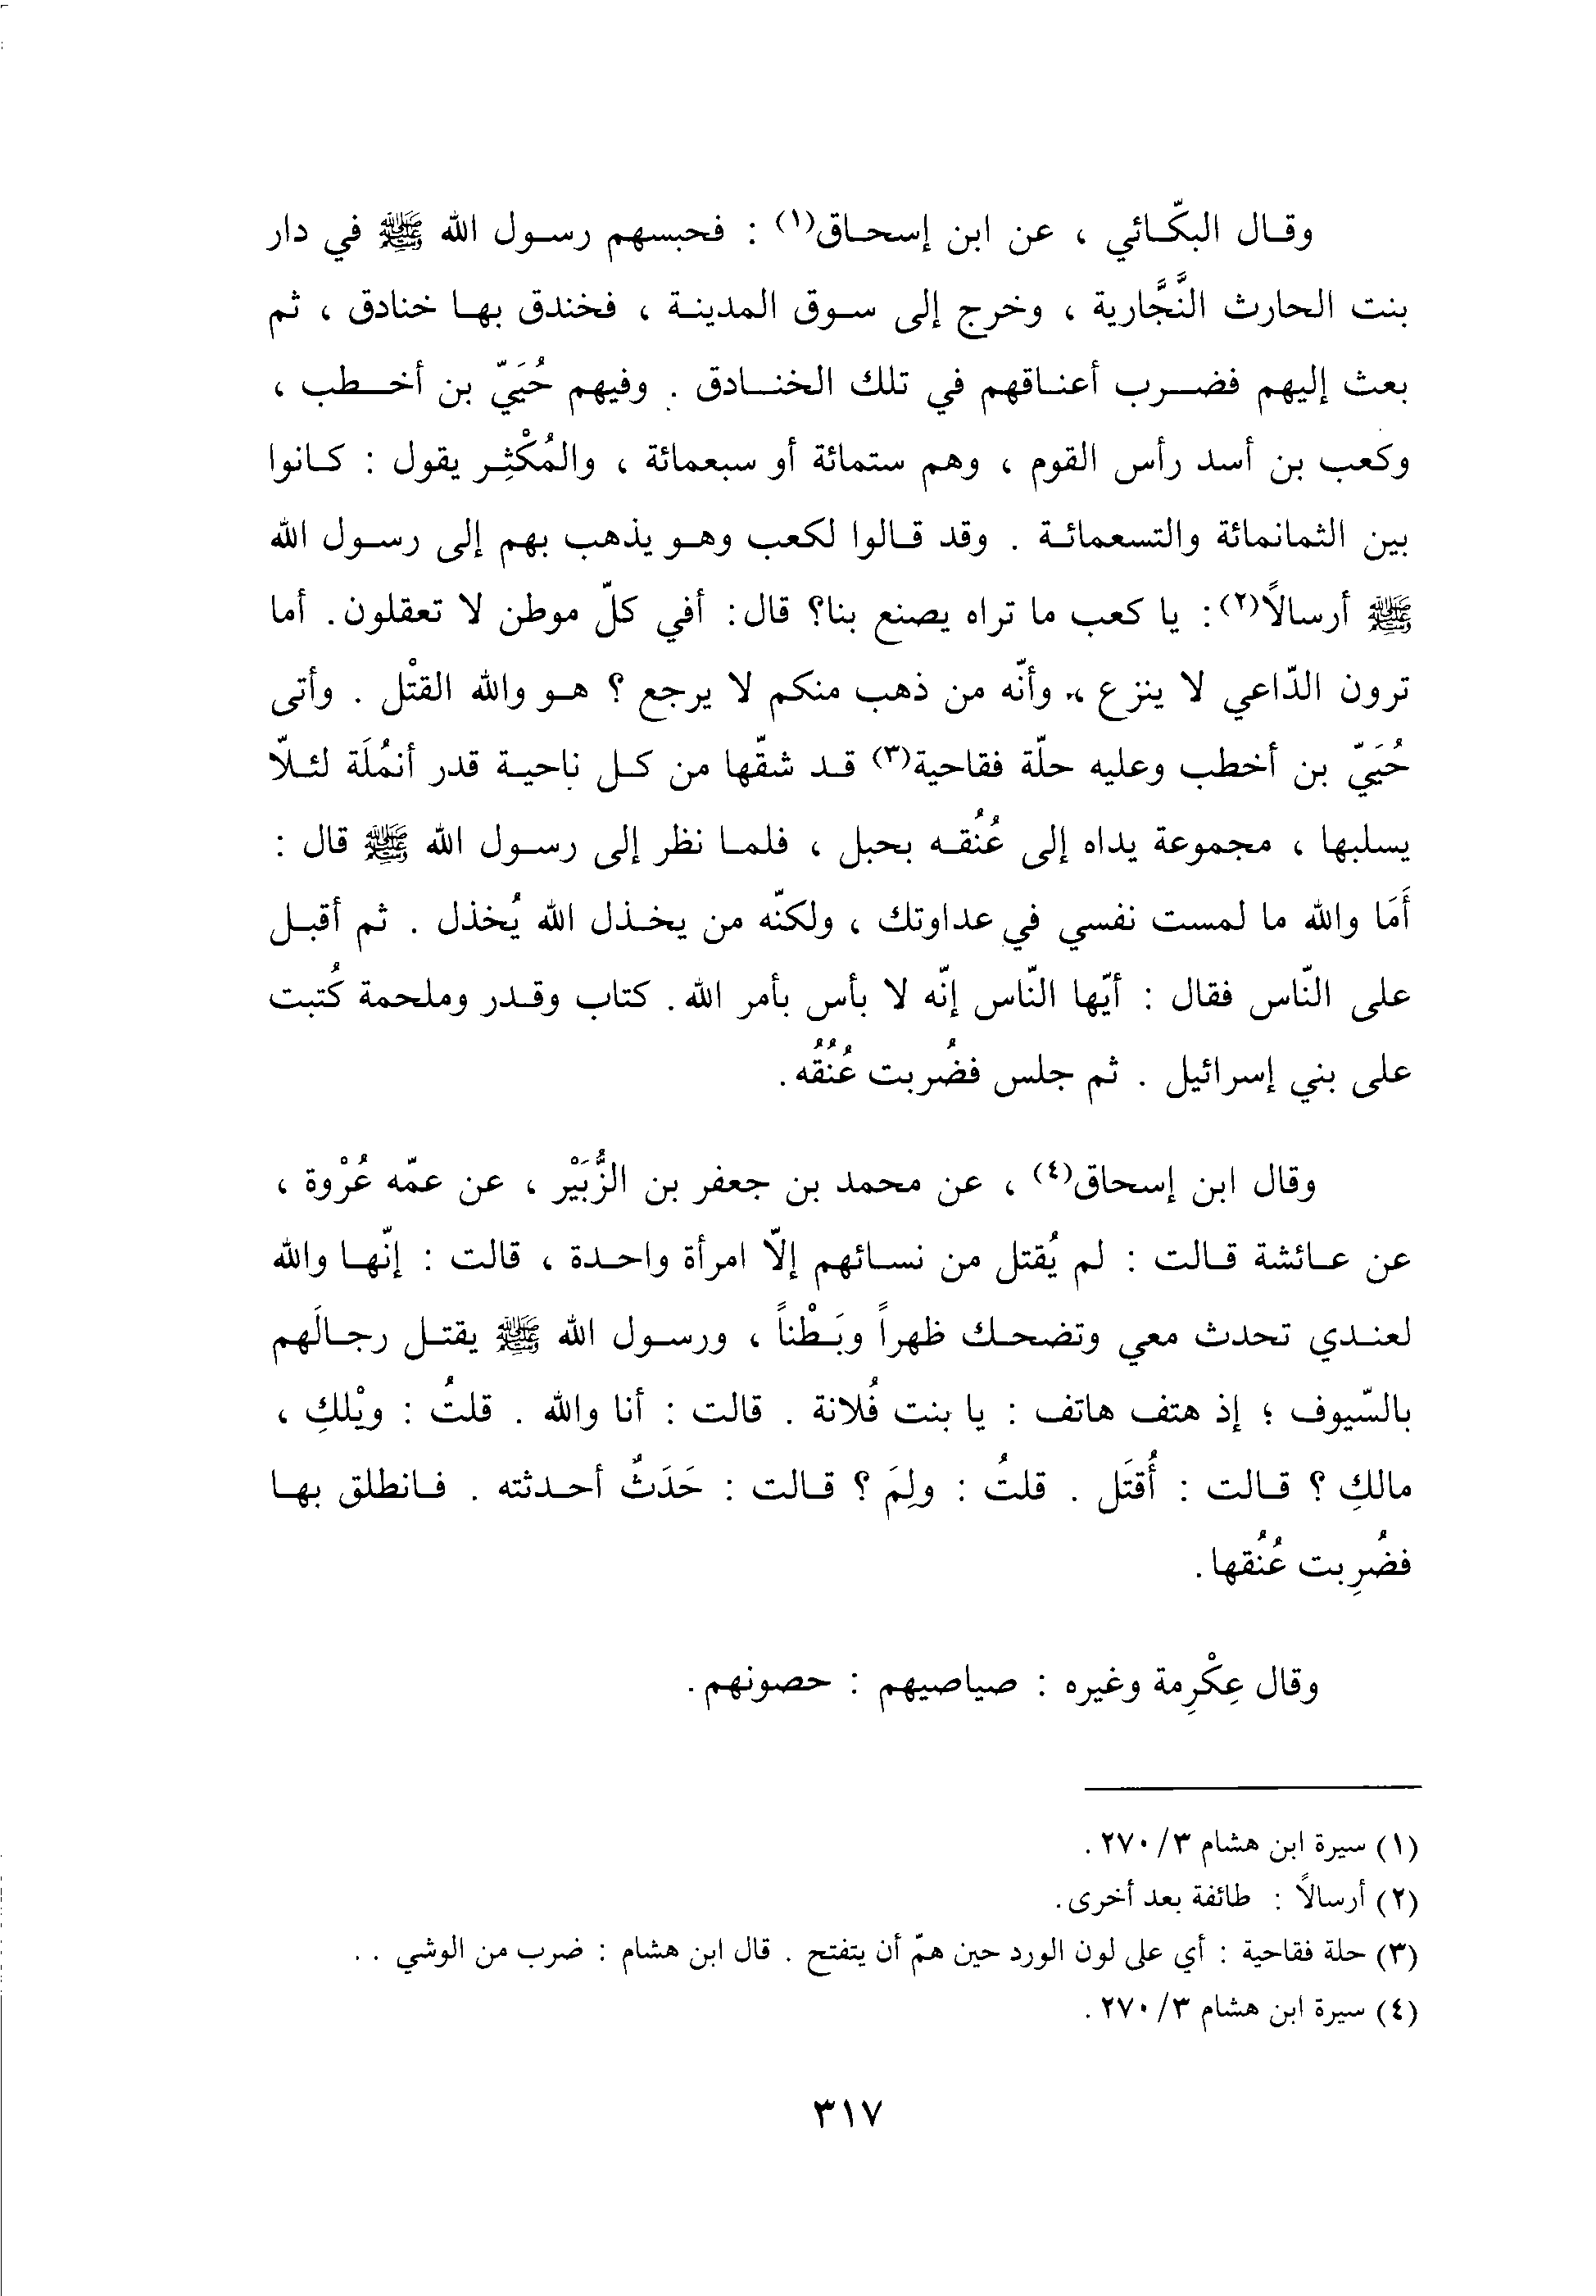 وقال البكّائي ، عن ابن إسحاق(١) : فحبسهم رسول الله ﷺ في دار
بنت الحارث النَّجَّارية ، وخرج إلى سوق المدينة ، فخندق بها خنادق ، ثم
بعث إليهم فضرب أعناقهم في تلك الخنادق . وفيهم حُيَيّ بن أخطب ،
وكعب بن أسد رأس القوم ، وهم ستمائة أو سبعمائة ، والمُكْثِر يقول : كانوا
بين الثمانمائة والتسعمائة . وقد قالوا لكعب وهو يذهب بهم إلى رسول الله
ﷺ أرسالاً(٢) : يا كعب ما تراه يصنع بنا؟ قال: أفي كلّ موطن لا تعقلون. أما
ترون الدّاعي لا ينزع ، وأنّه من ذهب منكم لا يرجع ؟ هو والله القتْل . وأتى
حُيَيّ بن أخطب وعليه حلّة فقاحية(٣) قد شقّها من كل ناحية قدر أنمُلَة لئلّا
يسلبها ، مجموعة يداه إلى عُنُقه بحبل ، فلما نظر إلى رسول الله ﷺ قال :
أَمَا والله ما لمست نفسي في عداوتك ، ولكنّه من يخذل الله يُخذل . ثم أقبل
على النّاس فقال : أيّها النّاس إنّه لا بأس بأمر الله. كتاب وقدر وملحمة كُتبت
على بني إسرائيل . ثم جلس فضُربت عُنُقُه.
وقال ابن إسحاق(٤) ، عن محمد بن جعفر بن الزُّبَيْر ، عن عمّه عُرْوة ،
عن عائشة قالت : لم يُقتل من نسائهم إلّا امرأة واحدة ، قالت : إنّها والله
لعندي تحدث معي وتضحك ظهراً وبَطْناً ، ورسول الله ﷺ يقتل رجالَهم
بالسّيوف ؛ إذ هتف هاتف : يا بنت فُلانة . قالت : أنا والله . قلتُ : ويْلكِ ،
مالكِ ؟ قالت : أُقتَل . قلتُ : ولِمَ ؟ قالت : حَدَثٌ أحدثته . فانطلق بها
فضُرِبت عُنُقها.
وقال عِكْرِمة وغيره : صياصيهم : حصونهم.
(١) سيرة ابن هشام ٣/ ٢٧٠ .
(٢) أرسالاً : طائفة بعد أخرى.
(٣) حلة فقاحية : أي على لون الورد حين همّ أن يتفتح . قال ابن هشام : ضرب من الوشي . .
(٤) سيرة ابن هشام ٣/ ٢٧٠ .
٣١٧